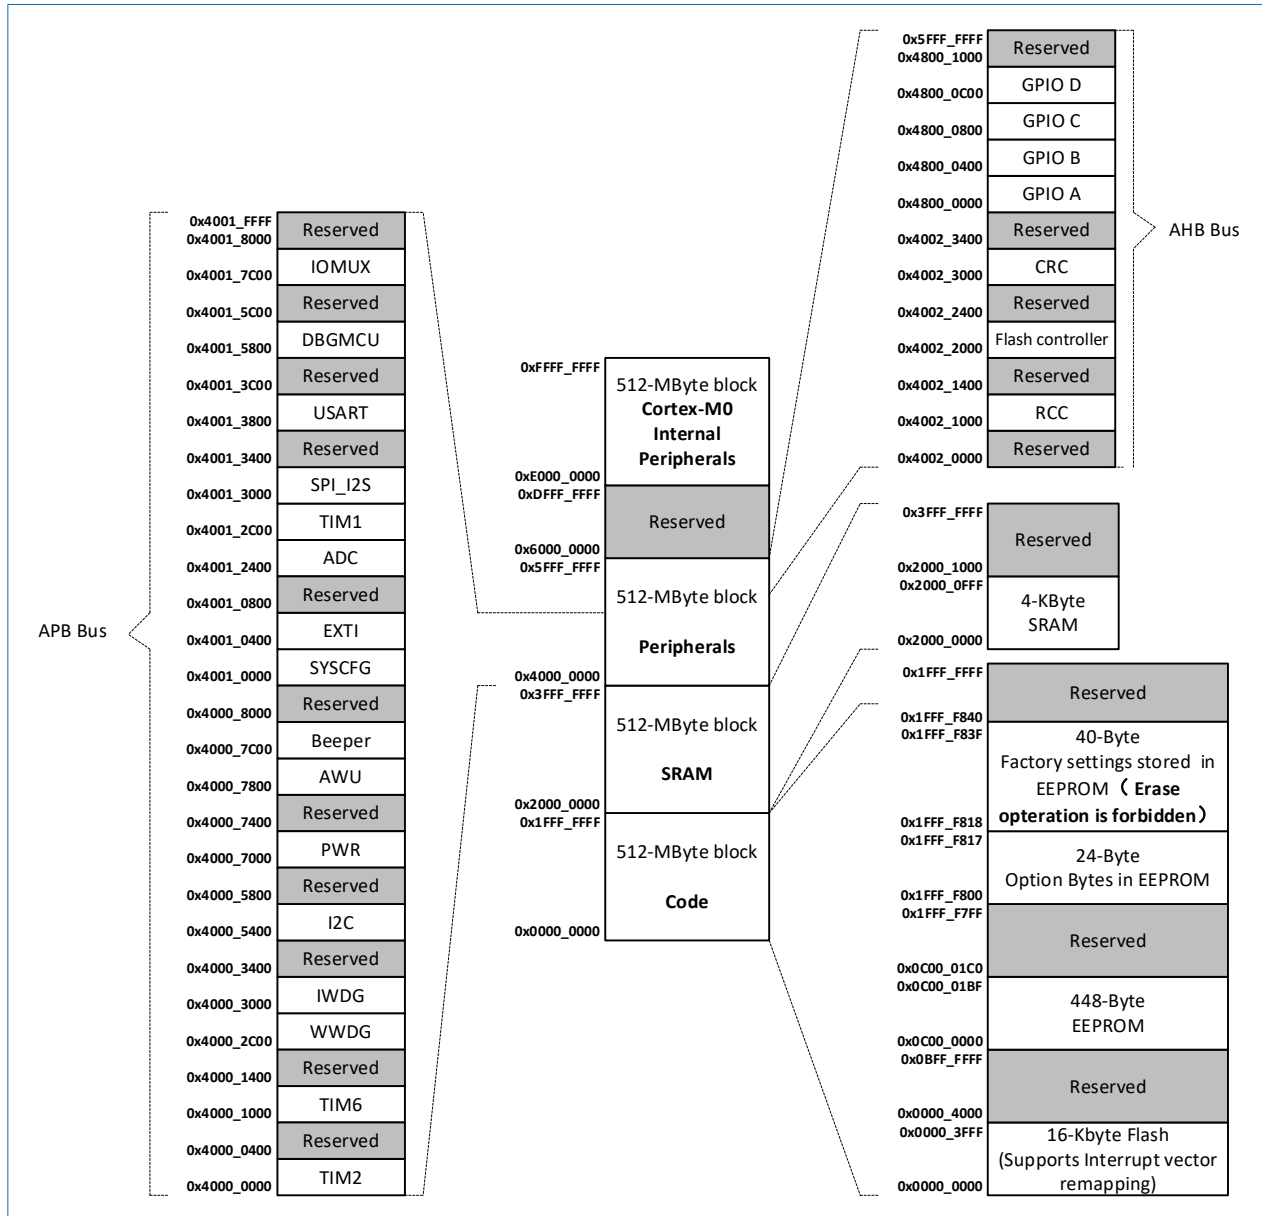 0x4001_FFFF
0x4001_8000
Reserved
0x4001_7C00
IOMUX
0x4001_5C00
Reserved
0x4001_5800
DBGMCU
0x4001_3C00
Reserved
0x4001_3800
USART
0x4001_3400
Reserved
0x4001_3000
SPI_I2S
0x4001_2C00
TIM1
0x4001_2400
ADC
0x4001_0800
Reserved
0x4001_0400
EXTI
0x4001_0000
SYSCFG
0x4000_8000
Reserved
0x4000_7C00
Beeper
0x4000_7800
AWU
0x4000_7400
Reserved
0x4000_7000
PWR
0x4000_5800
Reserved
0x4000_5400
I2C
0x4000_3400
Reserved
0x4000_3000
IWDG
0x4000_2C00
WWDG
0x4000_1400
Reserved
0x4000_1000
TIM6
0x4000_0400
Reserved
0x4000_0000
TIM2
APB Bus
0xFFFF_FFFF
512-MByte block
Cortex-M0
Internal
Peripherals
0xE000_0000
0xDFFF_FFFF
Reserved
0x6000_0000
0x5FFF_FFFF
512-MByte block
Peripherals
0x4000_0000
0x3FFF_FFFF
512-MByte block
SRAM
0x2000_0000
0x1FFF_FFFF
512-MByte block
Code
0x0000_0000
0x5FFF_FFFF
0x4800_1000
Reserved
0x4800_0C00
GPIO D
0x4800_0800
GPIO C
0x4800_0400
GPIO B
0x4800_0000
GPIO A
0x4002_3400
Reserved
0x4002_3000
CRC
0x4002_2400
Reserved
0x4002_2000
Flash controller
0x4002_1400
Reserved
0x4002_1000
RCC
0x4002_0000
Reserved
AHB Bus
0x3FFF_FFFF
Reserved
0x2000_1000
0x2000_0FFF
4-KByte
SRAM
0x2000_0000
0x1FFF_FFFF
Reserved
0x1FFF_F840
0x1FFF_F83F
40-Byte
Factory settings stored in
EEPROM（ Erase
opteration is forbidden）
0x1FFF_F818
0x1FFF_F817
24-Byte
Option Bytes in EEPROM
0x1FFF_F800
0x1FFF_F7FF
Reserved
0x0C00_01C0
0x0C00_01BF
448-Byte
EEPROM
0x0C00_0000
0x0BFF_FFFF
Reserved
0x0000_4000
0x0000_3FFF
16-Kbyte Flash
(Supports Interrupt vector
remapping)
0x0000_0000